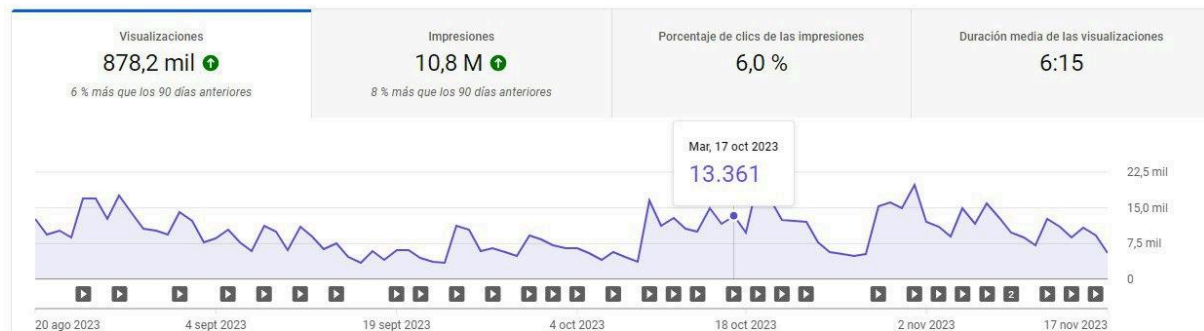 Visualizaciones
878,2 mil
6 % más que los 90 días anteriores
Impresiones
10,8 M
8 % más que los 90 días anteriores
Porcentaje de clics de las impresiones
6,0 %
Duración media de las visualizaciones
6:15
Mar, 17 oct 2023
13.361
22,5 mil
15,0 mil
7,5 mil
0
2
20 ago 2023
4 sept 2023
19 sept 2023
4 oct 2023
18 oct 2023
2 nov 2023
17 nov 2023